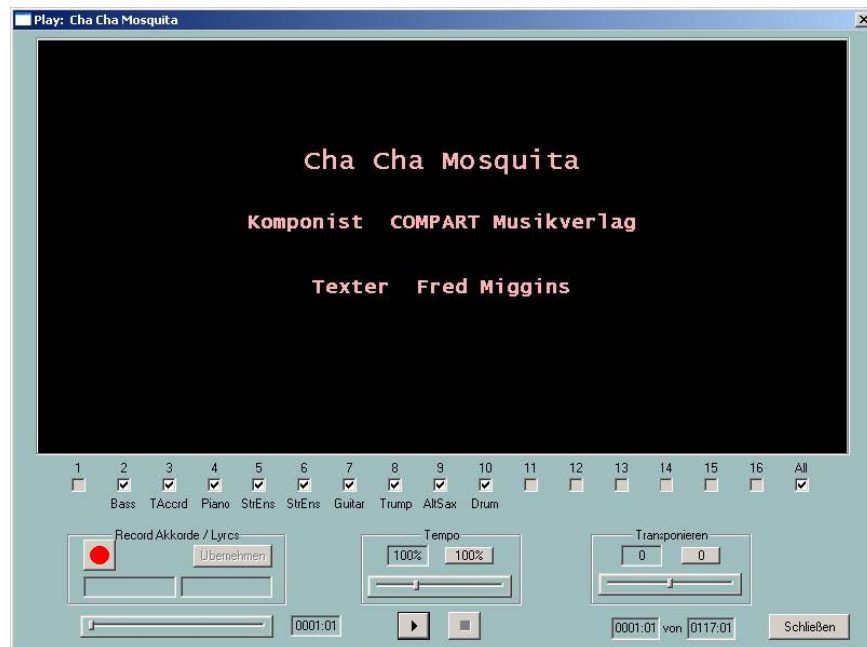 Play: Cha Cha Mosquita
Cha Cha Mosquita
Komponist COMPART Musikverlag
Texter Fred Miggins
1 2 3 4 5 6 7 8 9 10 11 12 13 14 15 16 All
Bass TAccrd Piano StrEns StrEns Guitar Trump AltSax Drum
Record Akkorde / Lyrcs Tempo Transponieren
Übernehmen 100% 100% 0 0
0001:01 0001:01 von 0117:01 Schließen